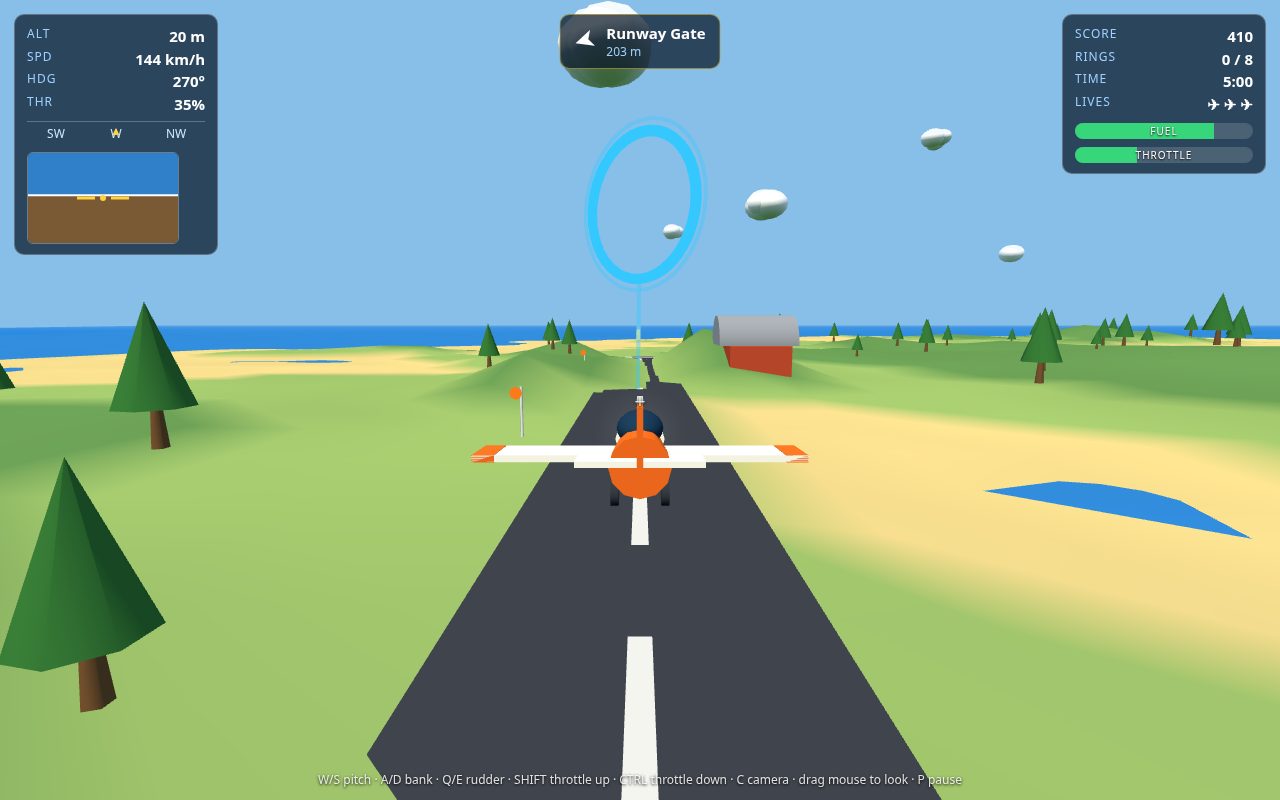 ALT 20 m
SPD 144 km/h
HDG 270°
THR 35%
SW W NW
Runway Gate
203 m
SCORE 410
RINGS 0 / 8
TIME 5:00
LIVES ✈ ✈ ✈
FUEL
THROTTLE
W/S pitch · A/D bank · Q/E rudder · SHIFT throttle up · CTRL throttle down · C camera · drag mouse to look · P pause